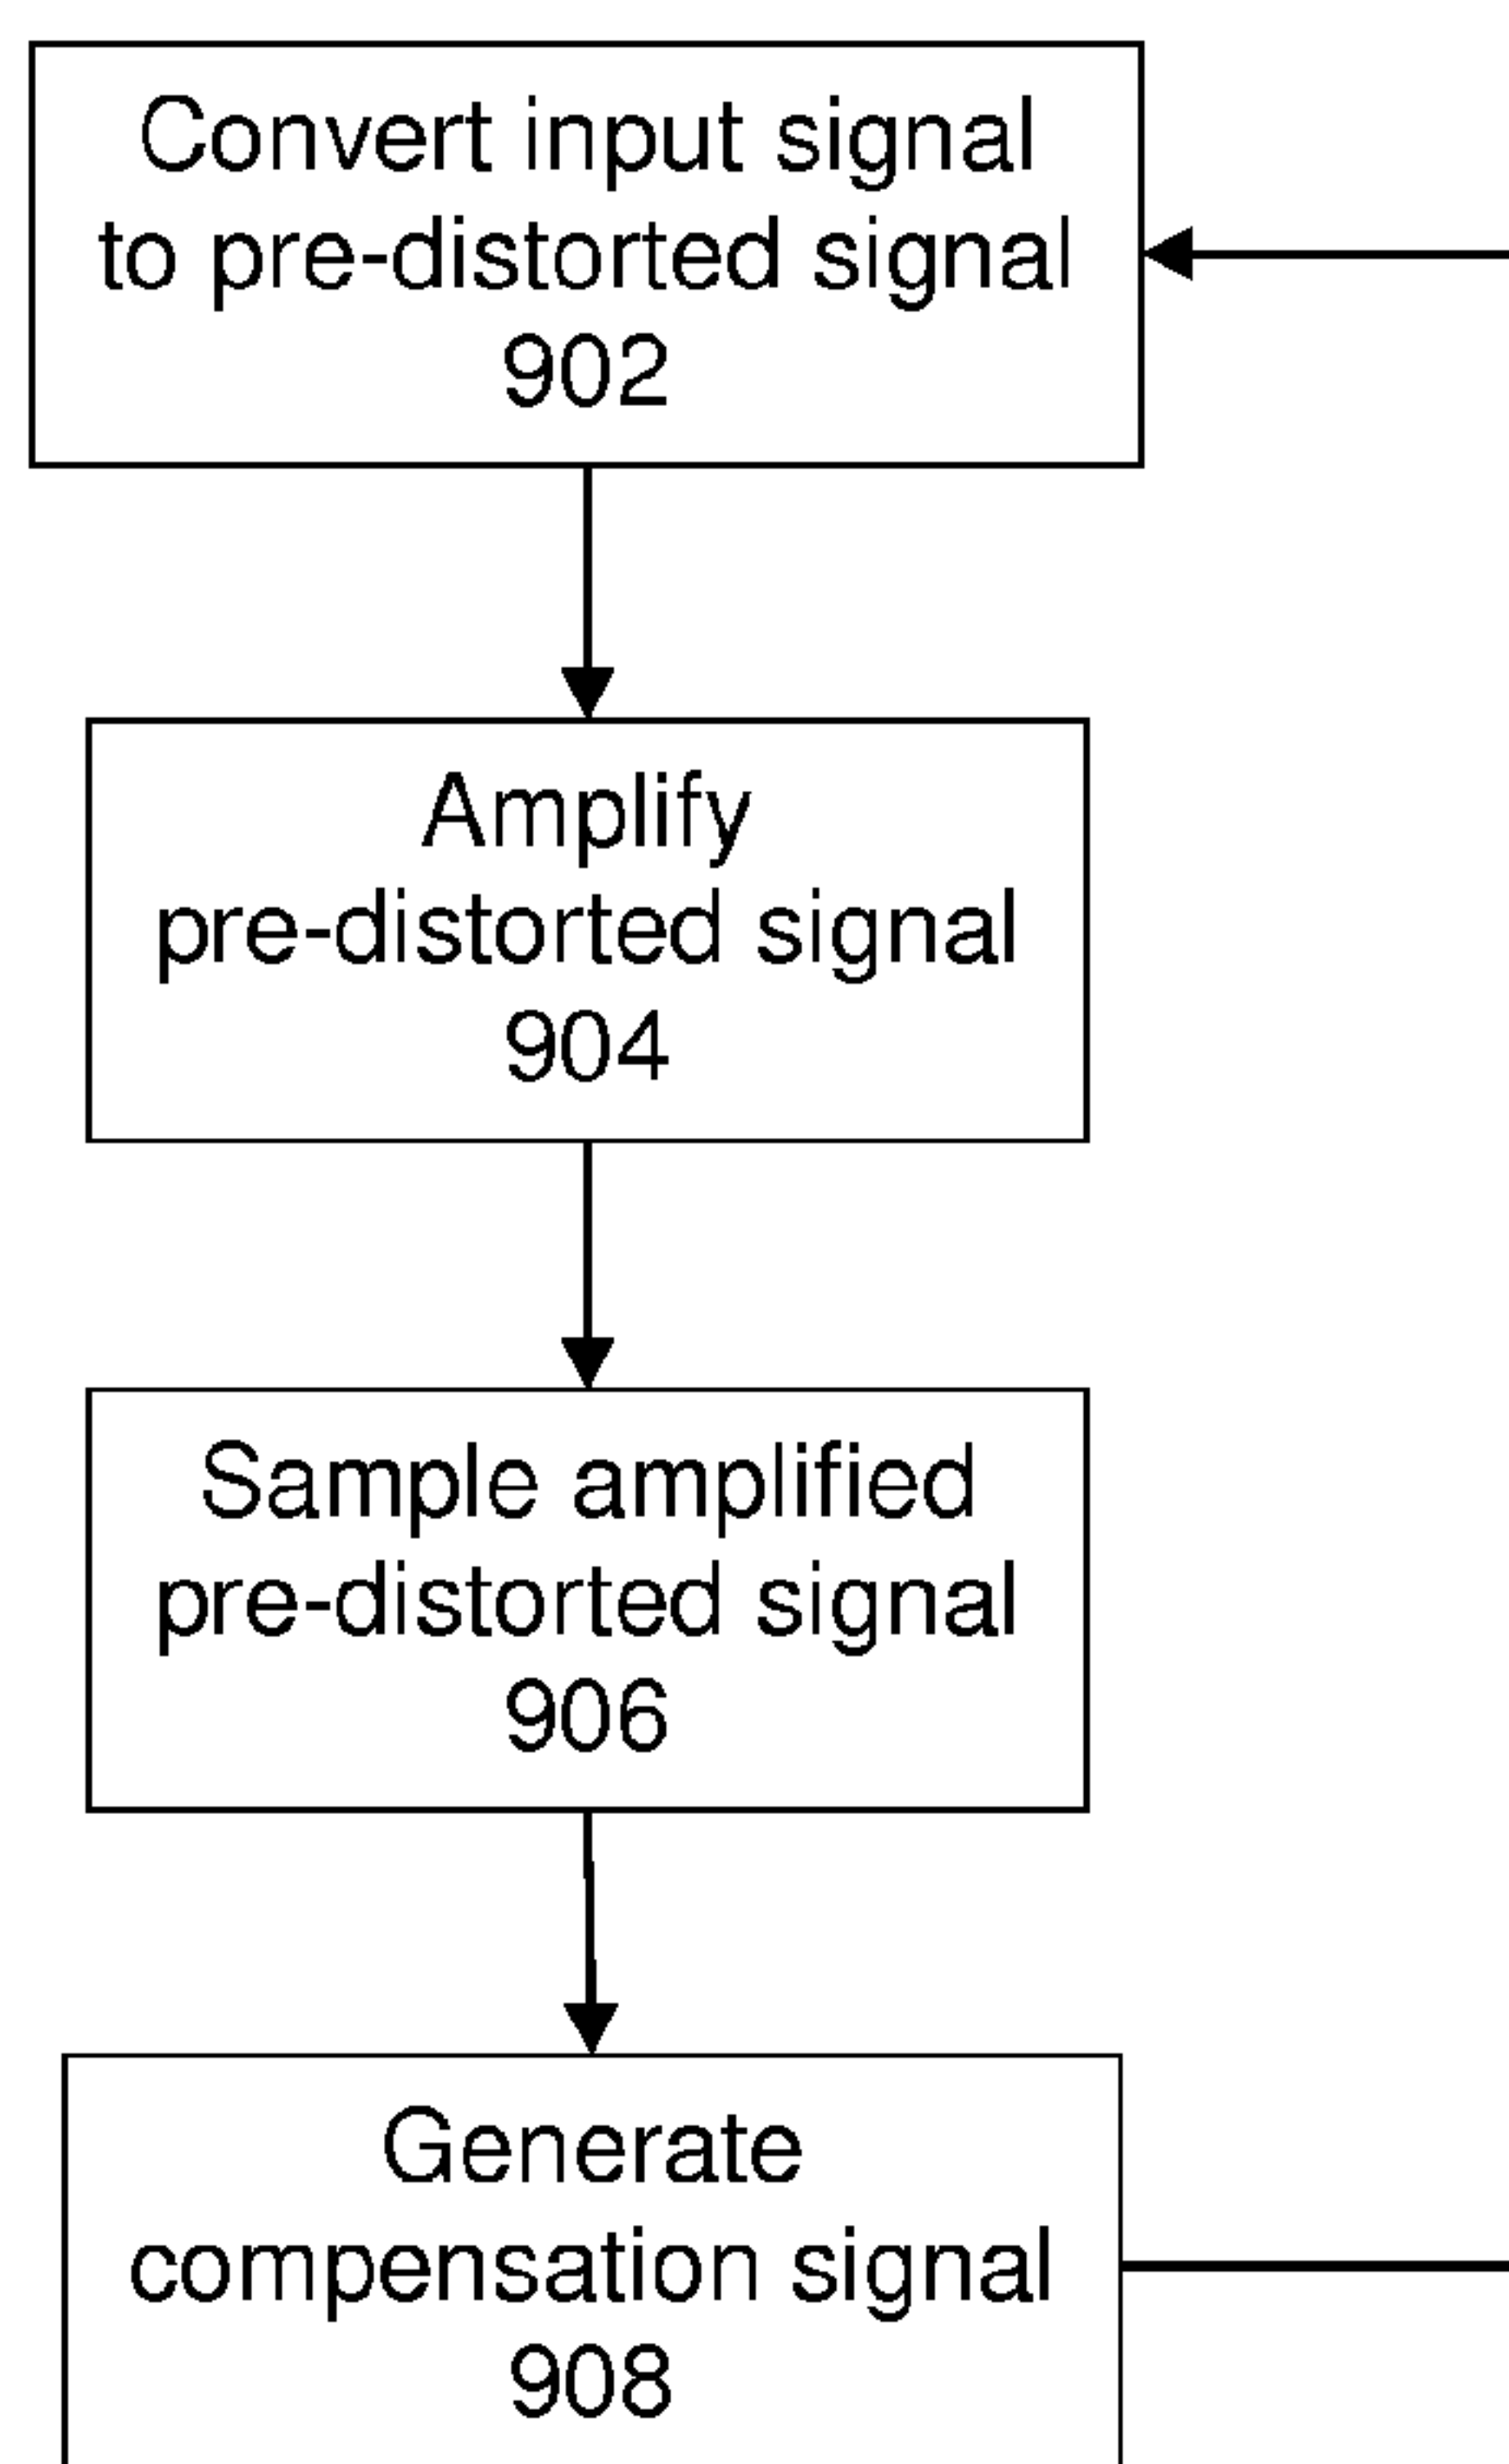 Convert input signal
to pre-distorted signal
902
Amplify
pre-distorted signal
904
Sample amplified
pre-distorted signal
906
Generate
compensation signal
908